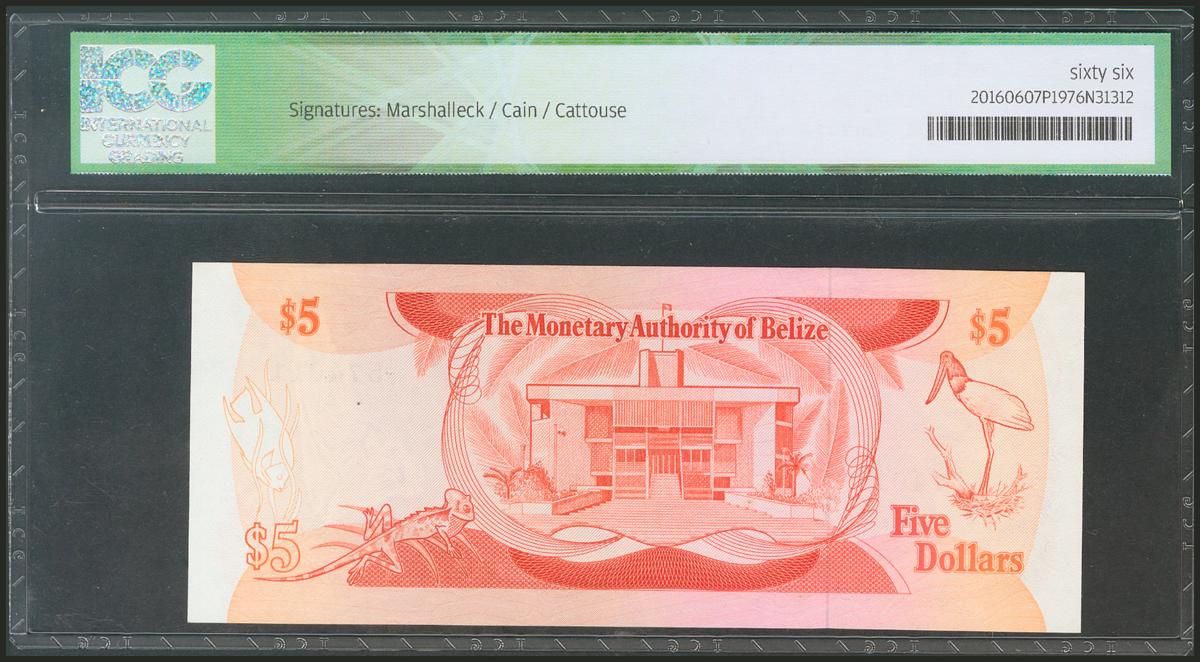 ICG
INTERNATIONAL
CURRENCY
GRADING
Signatures: Marshalleck / Cain / Cattouse
sixty six
20160607P1976N31312
$5
The Monetary Authority of Belize
$5
$5
Five
Dollars